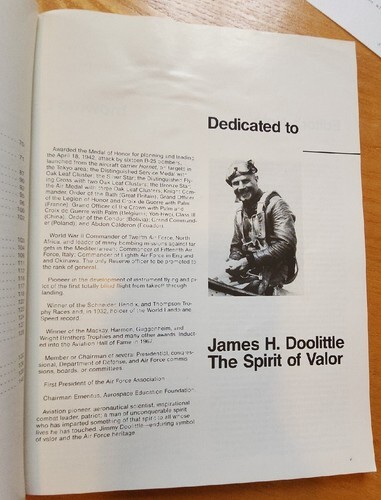 Dedicated to
Awarded the Medal of Honor for planning and leading
the April 18, 1942, attack by sixteen B-25 bombers,
launched from the aircraft carrier Hornet, on targets in
the Tokyo area; the Distinguished Service Medal with
Oak Leaf Cluster; the Silver Star; the Distinguished Fly-
ing Cross with two Oak Leaf Clusters; the Bronze Star;
the Air Medal with three Oak Leaf Clusters; Knight Com-
mander, Order of the Bath (Great Britain); Grand Officer
of the Legion of Honor and Croix de Guerre with Palm
(France); Grand Officer of the Crown with Palm and
Croix de Guerre with Palm (Belgium); Yon Hwei, Class III
(China); Order of the Condor (Bolivia); Grand Command-
er (Poland); and Abdon Calderon (Ecuador).
World War II Commander of Twelfth Air Force, North
Africa, and leader of many bombing missions against tar-
gets in the Mediterranean; Commander of Fifteenth Air
Force, Italy; Commander of Eighth Air Force in England
and Okinawa. The only Reserve officer to be promoted to
the rank of general.
Pioneer in the development of instrument flying and pi-
lot of the first totally blind flight from takeoff through
landing.
Winner of the Schneider, Bendix, and Thompson Tro-
phy Races and, in 1932, holder of the World Landplane
Speed record.
Winner of the Mackay, Harmon, Guggenheim, and
Wright Brothers Trophies and many other awards. Induct-
ed into the Aviation Hall of Fame in 1967.
Member or Chairman of several Presidential, congres-
sional, Department of Defense, and Air Force commis-
sions, boards, or committees.
First President of the Air Force Association.
Chairman Emeritus, Aerospace Education Foundation.
Aviation pioneer, aeronautical scientist, inspirational
combat leader, patriot; a man of unconquerable spirit
who has imparted something of that spirit to all whose
lives he has touched. Jimmy Doolittle—enduring symbol
of valor and the Air Force heritage.
James H. Doolittle
The Spirit of Valor